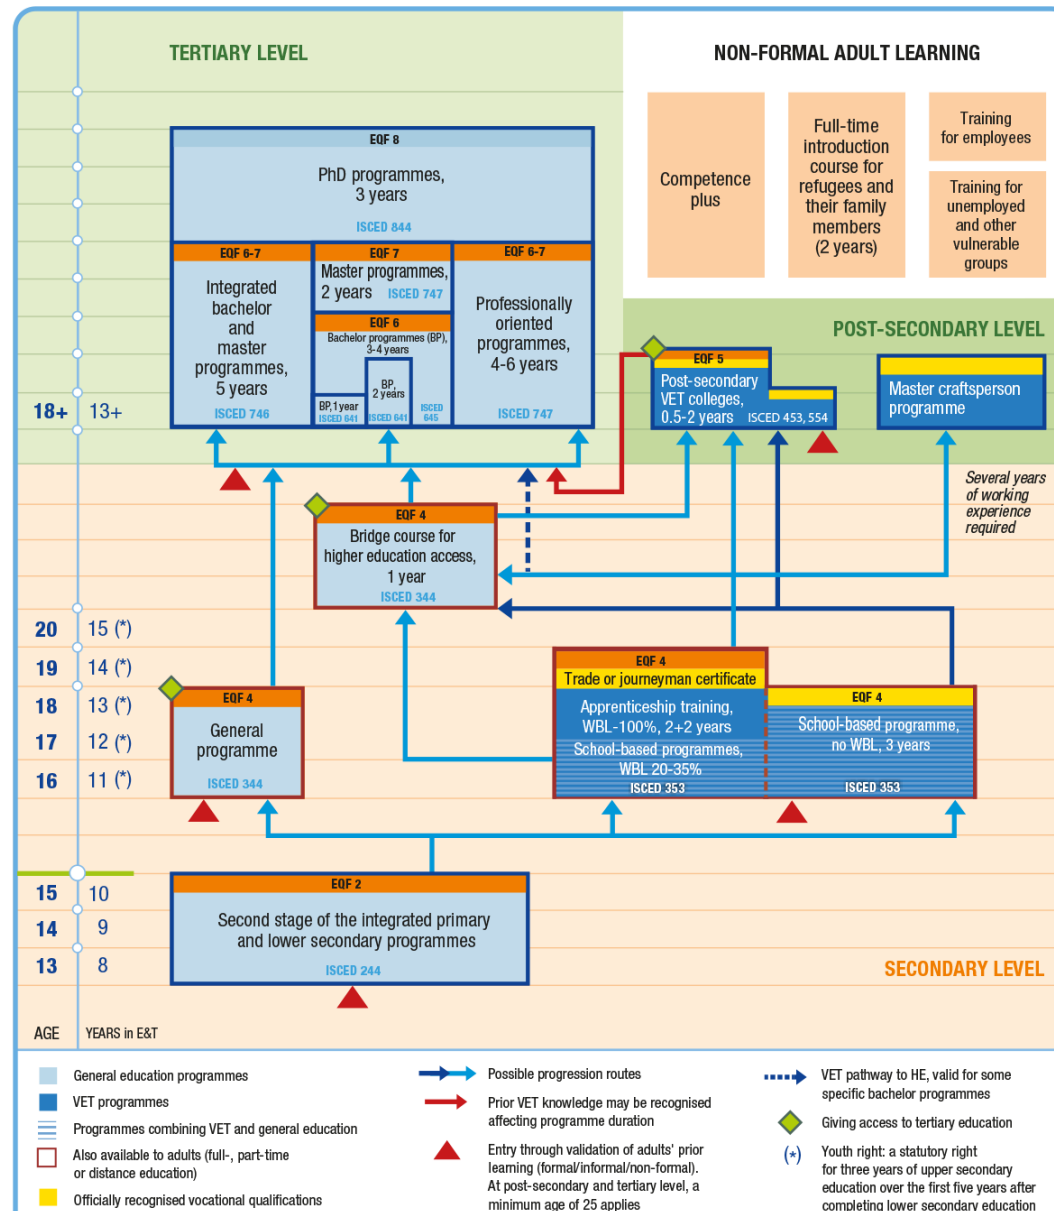 TERTIARY LEVEL
NON-FORMAL ADULT LEARNING
Competence
plus
Full-time
introduction
course for
refugees and
their family
members
(2 years)
Training
for employees
Training for
unemployed
and other
vulnerable
groups
EQF 8
PhD programmes,
3 years
ISCED 844
EQF 6-7
Integrated
bachelor
and
master
programmes,
5 years
ISCED 746
EQF 7
Master programmes,
2 years ISCED 747
EQF 6
Bachelor programmes (BP),
3-4 years
BP,
2 years
ISCED 641
BP, 1 year
ISCED 641
ISCED
645
EQF 6-7
Professionally
oriented
programmes,
4-6 years
ISCED 747
POST-SECONDARY LEVEL
EQF 5
Post-secondary
VET colleges,
0.5-2 years
ISCED 453, 554
Master craftsperson
programme
18+ 13+
Several years
of working
experience
required
EQF 4
Bridge course for
higher education access,
1 year
ISCED 344
20 15 (*)
19 14 (*)
18 13 (*)
17 12 (*)
16 11 (*)
EQF 4
General
programme
ISCED 344
EQF 4
Trade or journeyman certificate
Apprenticeship training,
WBL-100%, 2+2 years
School-based programmes,
WBL 20-35%
ISCED 353
EQF 4
School-based programme,
no WBL, 3 years
ISCED 353
15 10
14 9
13 8
EQF 2
Second stage of the integrated primary
and lower secondary programmes
ISCED 244
SECONDARY LEVEL
AGE YEARS in E&T
General education programmes
VET programmes
Programmes combining VET and general education
Also available to adults (full-, part-time
or distance education)
Officially recognised vocational qualifications
Possible progression routes
Prior VET knowledge may be recognised
affecting programme duration
Entry through validation of adults' prior
learning (formal/informal/non-formal).
At post-secondary and tertiary level, a
minimum age of 25 applies
VET pathway to HE, valid for some
specific bachelor programmes
Giving access to tertiary education
(*) Youth right: a statutory right
for three years of upper secondary
education over the first five years after
completing lower secondary education